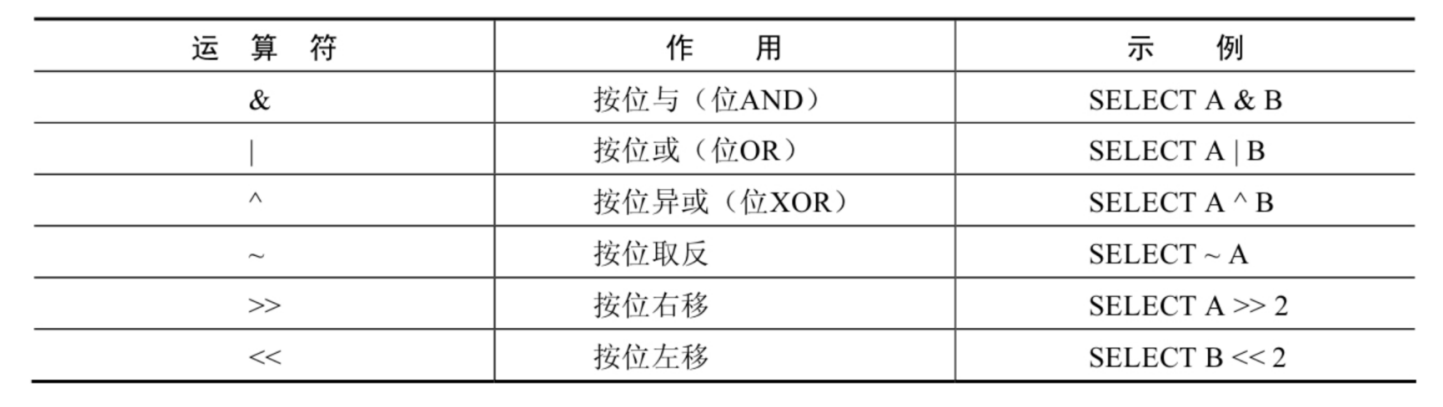 运 算 符 作 用 示 例
& 按位与（位AND） SELECT A & B
| 按位或（位OR） SELECT A | B
^ 按位异或（位XOR） SELECT A ^ B
~ 按位取反 SELECT ~ A
>> 按位右移 SELECT A >> 2
<< 按位左移 SELECT B << 2